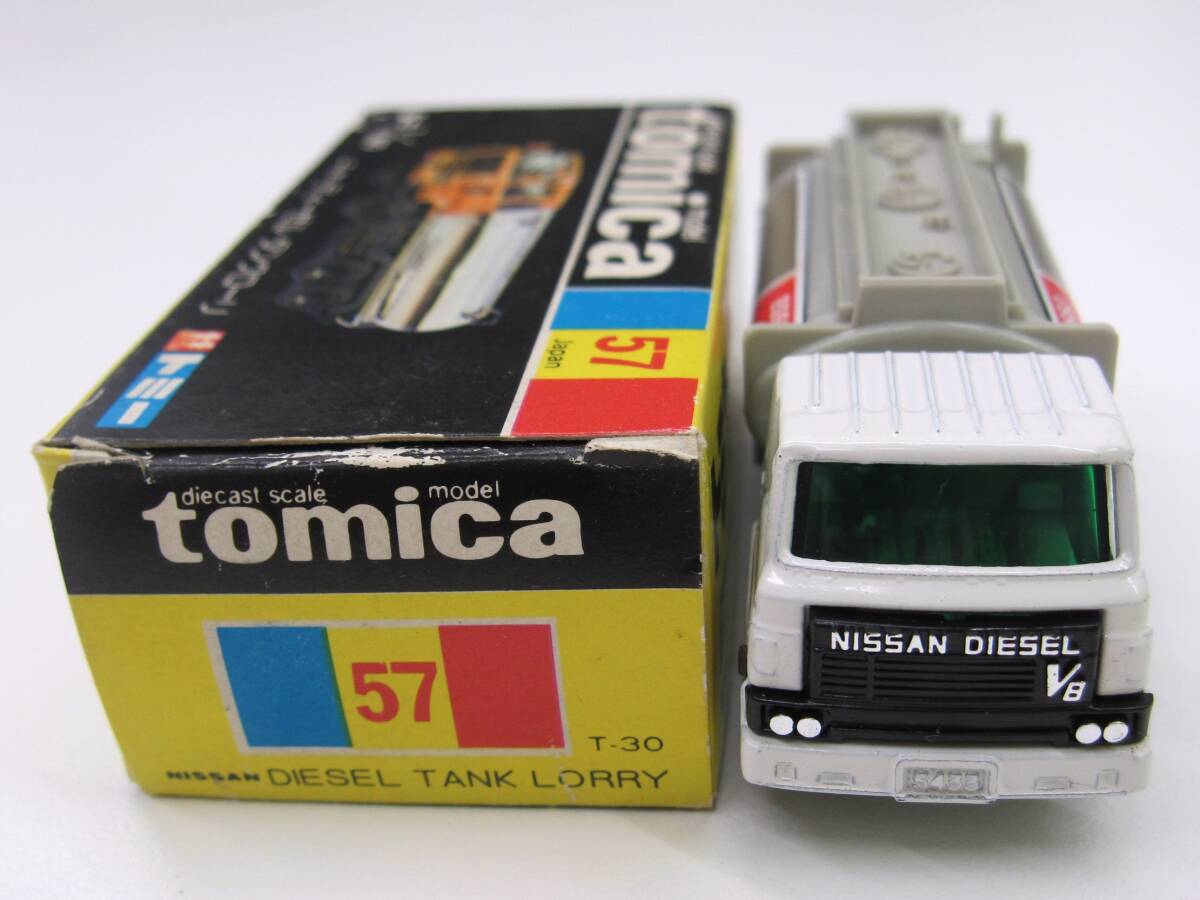 tomica
57
Japan
トミー
diecast scale model
tomica
57
T-30
NISSAN DIESEL TANK LORRY
NISSAN DIESEL
V8